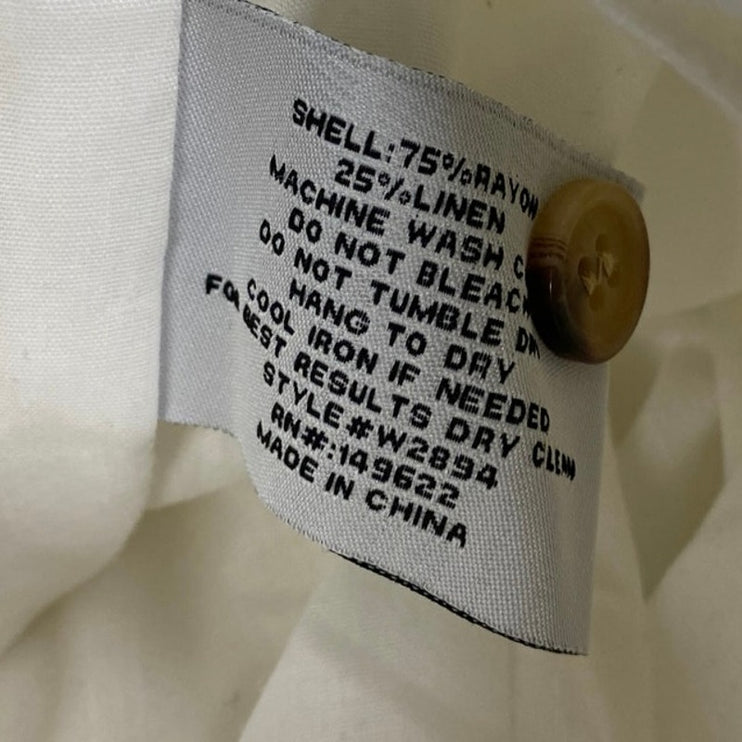 SHELL:75%RAYON
25%LINEN
MACHINE WASH
DO NOT BLEACH
DO NOT TUMBLE
HANG TO DRY
COOL IRON IF NEEDED
FOR BEST RESULTS DRY CLEAN
STYLE#W2894
RN#:149622
MADE IN CHINA